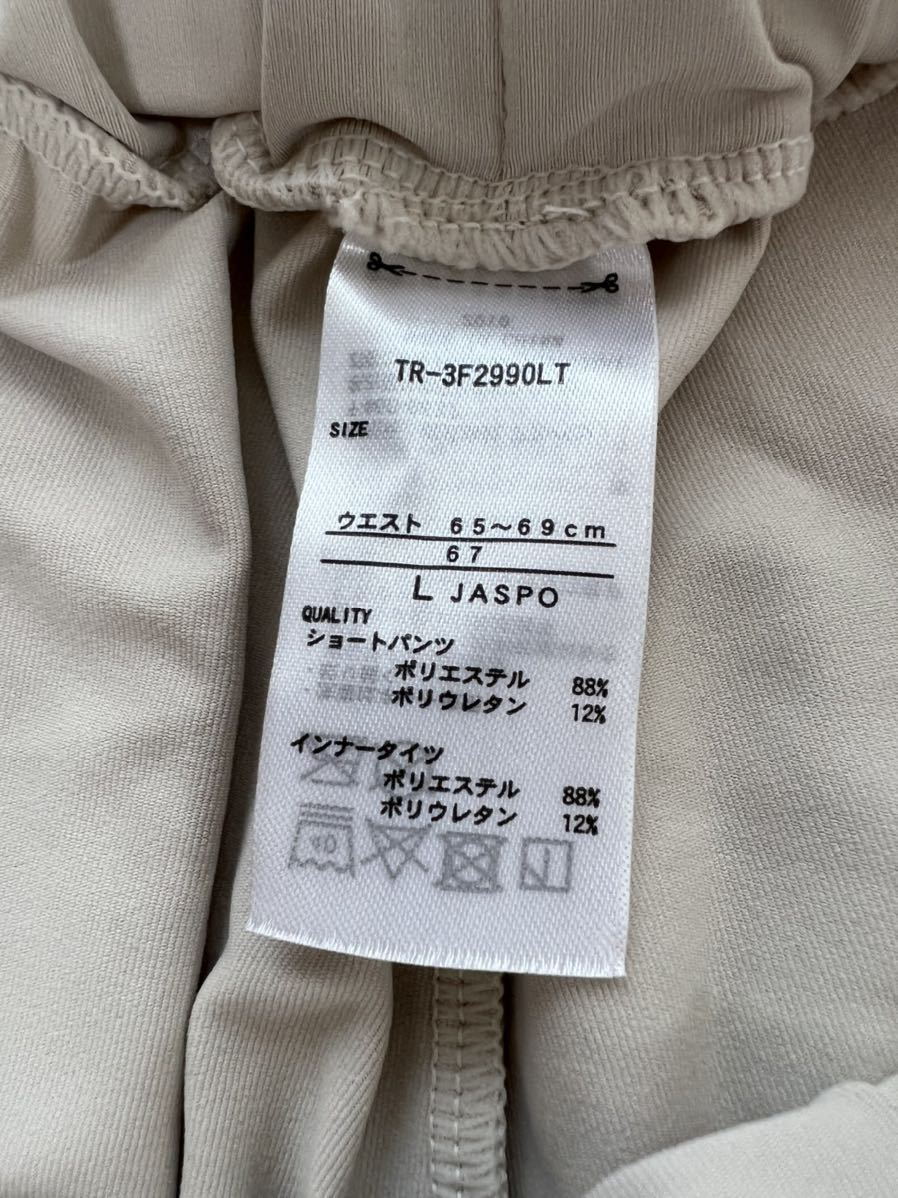 TR-3F2990LT
SIZE
ウエスト 65～69cm
67
L JASPO
QUALITY
ショートパンツ
ポリエステル 88%
ポリウレタン 12%
インナータイツ
ポリエステル 88%
ポリウレタン 12%
40